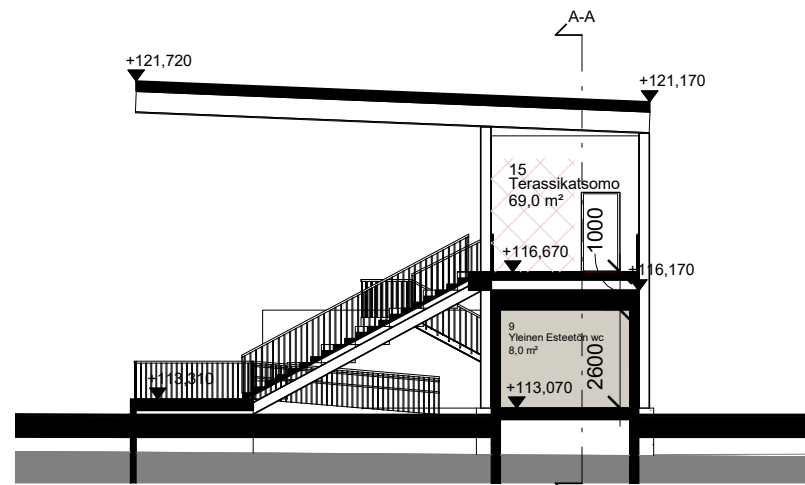 A-A
+121,720
+121,170
15
Terassikatsomo
69,0 m²
1000
+116,670
+116,170
9
Yleinen Esteetön wc
8,0 m²
2600
+113,310
+113,070